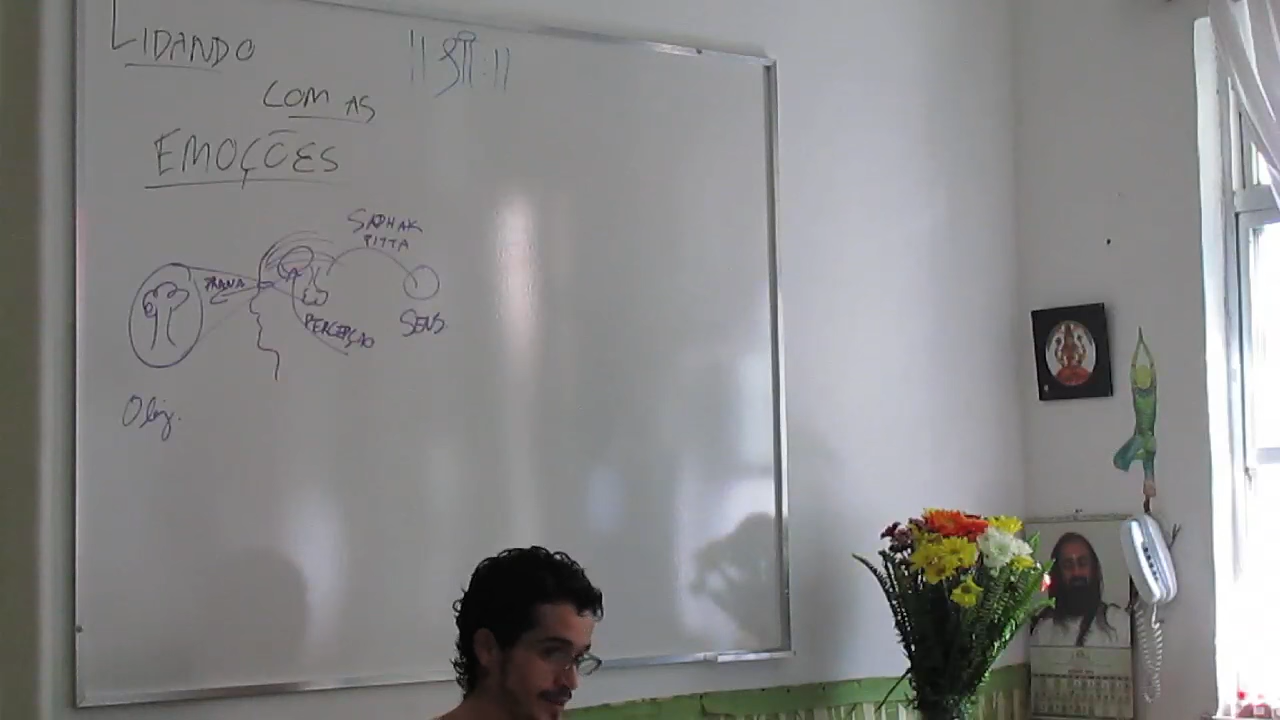 LIDANDO
॥ श्रीः ॥
COM AS
EMOÇÕES
SADHAK
PITTA
PRANA
PERCEPÇÃO
SENS
Obj.